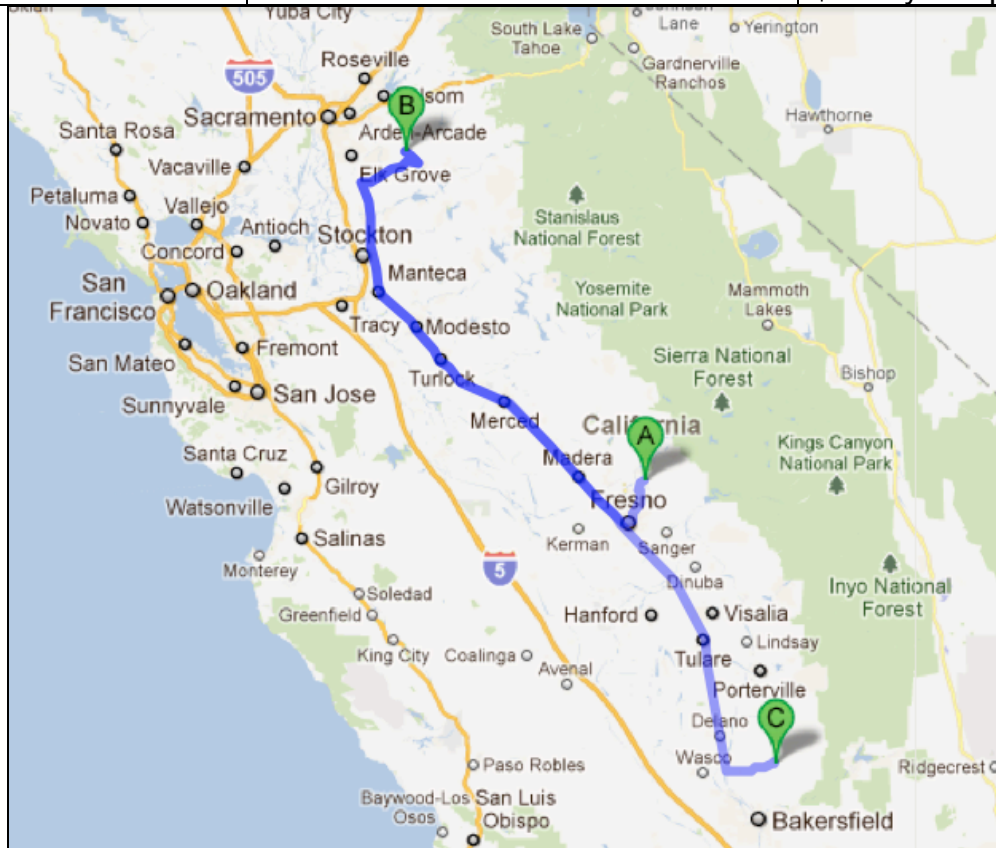 Yuba City
Lane
Yerington
South Lake
Tahoe
Gardnerville
Ranchos
Roseville
505
Hawthorne
Sacramento
Arden-Arcade
Santa Rosa
Vacaville
Elk Grove
Petaluma
Vallejo
Novato
Antioch
Stockton
Stanislaus
National Forest
Concord
Manteca
San
Francisco
Oakland
Yosemite
National Park
Mammoth
Lakes
Tracy
Modesto
Fremont
San Mateo
Sierra National
Forest
Turlock
Bishop
San Jose
Sunnyvale
Merced
California
Kings Canyon
National Park
Santa Cruz
Madera
Gilroy
Watsonville
Fresno
Salinas
Kerman
Sanger
Monterey
5
Dinuba
Inyo National
Forest
Soledad
Greenfield
Hanford
Visalia
Lindsay
King City
Coalinga
Tulare
Avenal
Porterville
Delano
Wasco
Paso Robles
Ridgecrest
Baywood-Los
Osos
San Luis
Obispo
Bakersfield
A
B
C